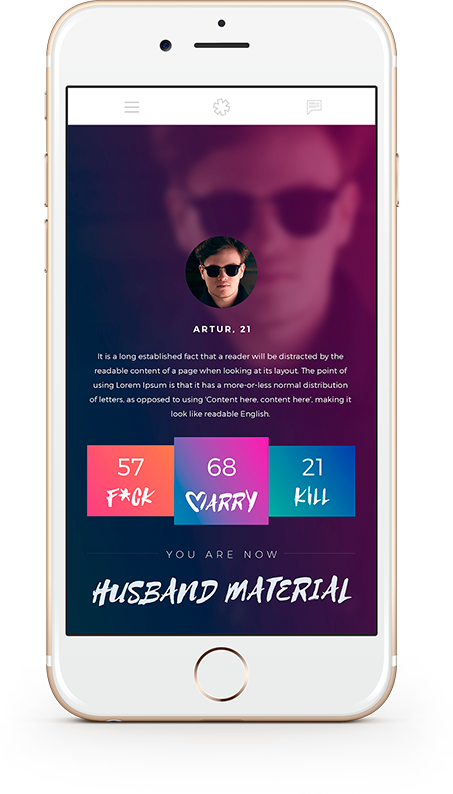 ARTUR, 21
It is a long established fact that a reader will be distracted by the
readable content of a page when looking at its layout. The point of
using Lorem Ipsum is that it has a more-or-less normal distribution
of letters, as opposed to using 'Content here, content here', making it
look like readable English.
57 68 21
F*CK MARRY KILL
YOU ARE NOW
HUSBAND MATERIAL